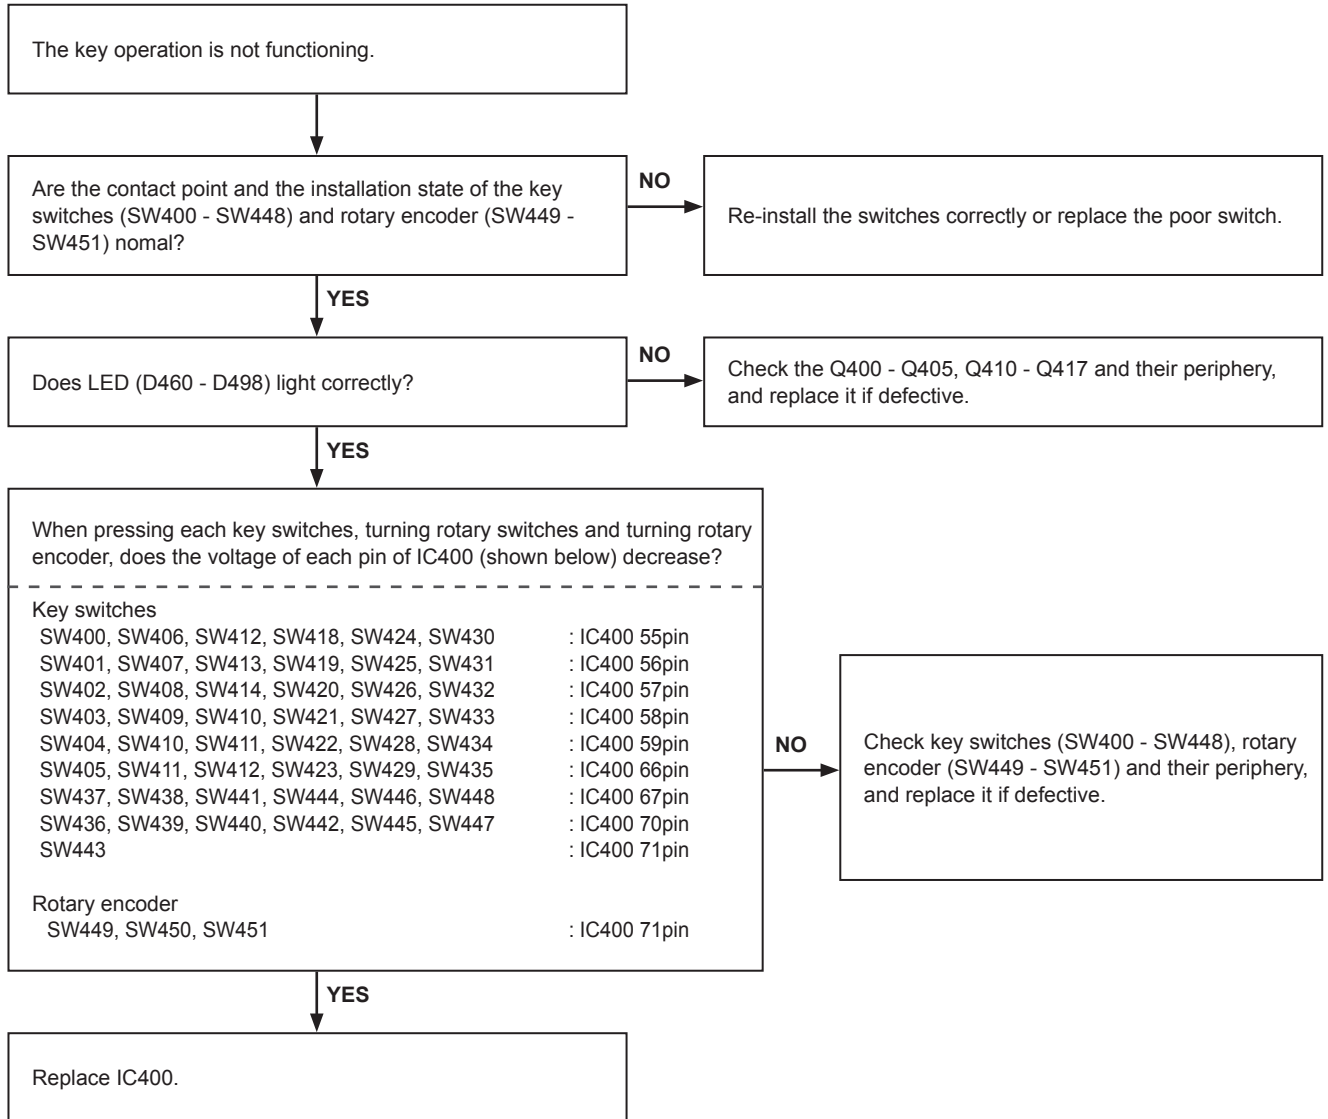 The key operation is not functioning.
Are the contact point and the installation state of the key
switches (SW400 - SW448) and rotary encoder (SW449 -
SW451) nomal?
NO
Re-install the switches correctly or replace the poor switch.
YES
Does LED (D460 - D498) light correctly?
NO
Check the Q400 - Q405, Q410 - Q417 and their periphery,
and replace it if defective.
YES
When pressing each key switches, turning rotary switches and turning rotary
encoder, does the voltage of each pin of IC400 (shown below) decrease?
Key switches
SW400, SW406, SW412, SW418, SW424, SW430 : IC400 55pin
SW401, SW407, SW413, SW419, SW425, SW431 : IC400 56pin
SW402, SW408, SW414, SW420, SW426, SW432 : IC400 57pin
SW403, SW409, SW410, SW421, SW427, SW433 : IC400 58pin
SW404, SW410, SW411, SW422, SW428, SW434 : IC400 59pin
SW405, SW411, SW412, SW423, SW429, SW435 : IC400 66pin
SW437, SW438, SW441, SW444, SW446, SW448 : IC400 67pin
SW436, SW439, SW440, SW442, SW445, SW447 : IC400 70pin
SW443 : IC400 71pin
Rotary encoder
SW449, SW450, SW451 : IC400 71pin
NO
Check key switches (SW400 - SW448), rotary
encoder (SW449 - SW451) and their periphery,
and replace it if defective.
YES
Replace IC400.